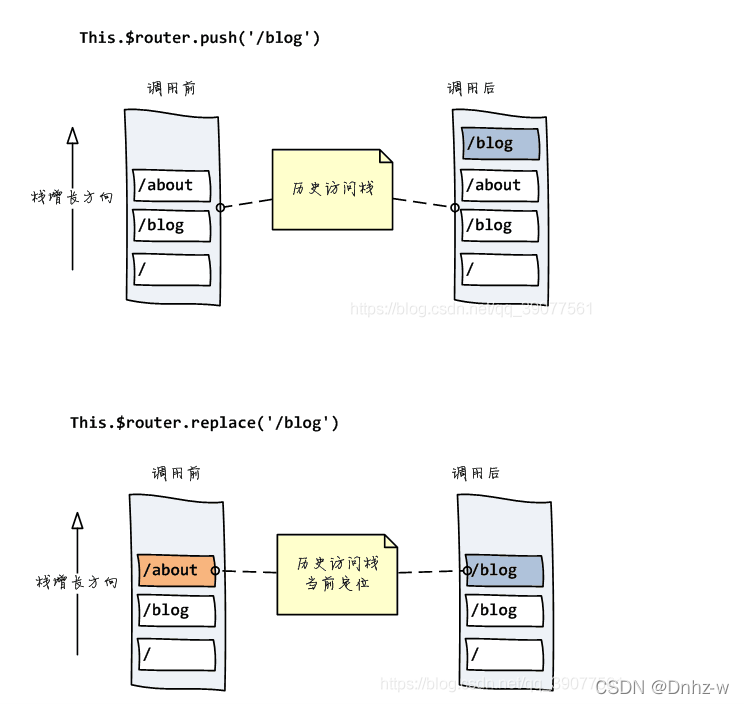 This.$router.push('/blog')
调用前
调用后
/blog
/about
/about
历史访问栈
栈增长方向
/blog
/blog
/
/
https://blog.csdn.net/qq_39077561
This.$router.replace('/blog')
调用前
调用后
/about
历史访问栈
当前定位
/blog
栈增长方向
/blog
/blog
/
/
https://blog.csdn.net/qq_39077561
CSDN @Dnhz-w